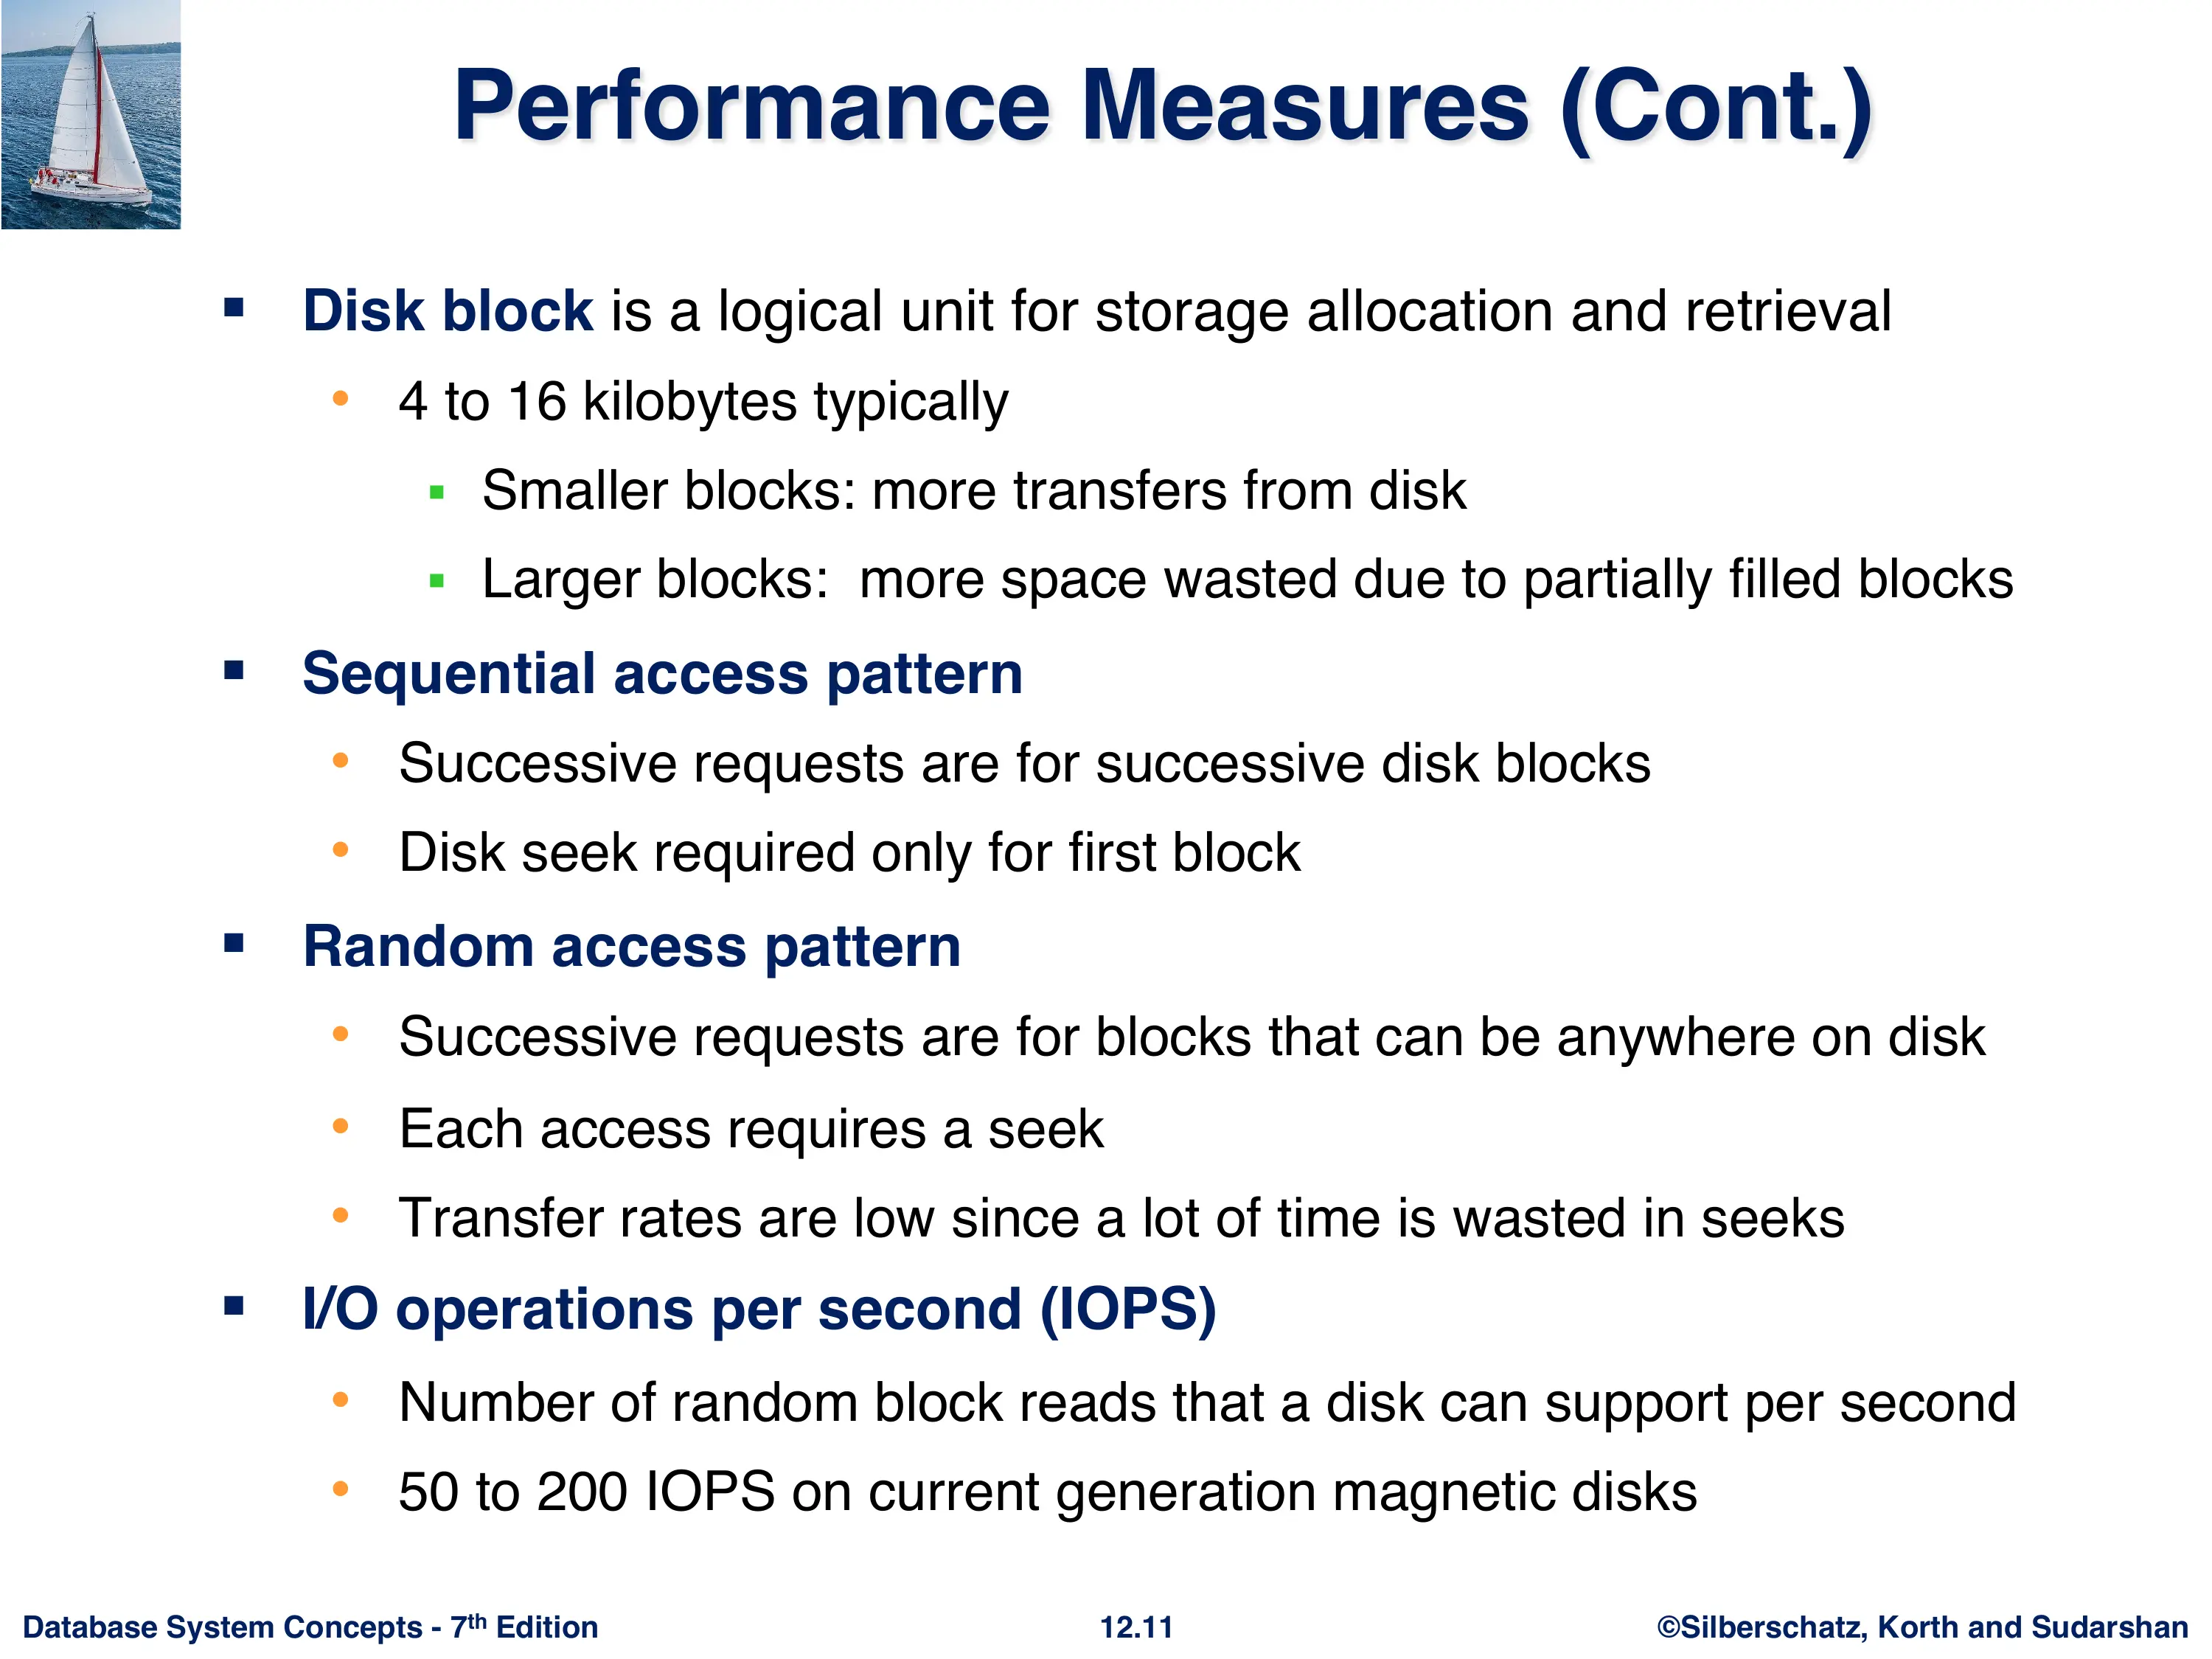 Performance Measures (Cont.)
▪ Disk block is a logical unit for storage allocation and retrieval
• 4 to 16 kilobytes typically
▪ Smaller blocks: more transfers from disk
▪ Larger blocks:  more space wasted due to partially filled blocks
▪ Sequential access pattern
• Successive requests are for successive disk blocks
• Disk seek required only for first block
▪ Random access pattern
• Successive requests are for blocks that can be anywhere on disk
• Each access requires a seek
• Transfer rates are low since a lot of time is wasted in seeks
▪ I/O operations per second (IOPS)
• Number of random block reads that a disk can support per second
• 50 to 200 IOPS on current generation magnetic disks
Database System Concepts - 7th Edition 12.11 ©Silberschatz, Korth and Sudarshan